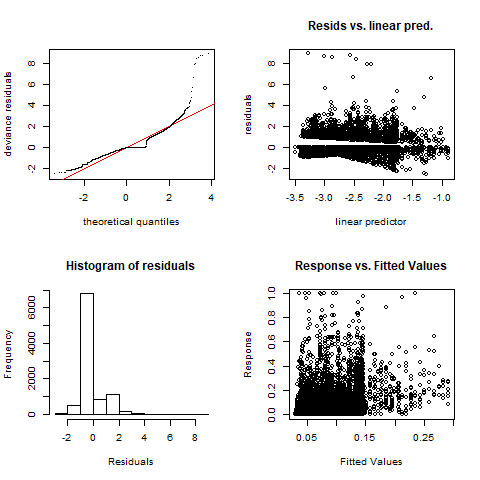 Resids vs. linear pred.
deviance residuals
-2 0 2 4 6 8
-2 0 2 4
theoretical quantiles
residuals
-2 0 2 4 6 8
-3.5 -3.0 -2.5 -2.0 -1.5 -1.0
linear predictor
Histogram of residuals
Frequency
0 2000 4000 6000
-2 0 2 4 6 8
Residuals
Response vs. Fitted Values
Response
0.0 0.2 0.4 0.6 0.8 1.0
0.05 0.15 0.25
Fitted Values